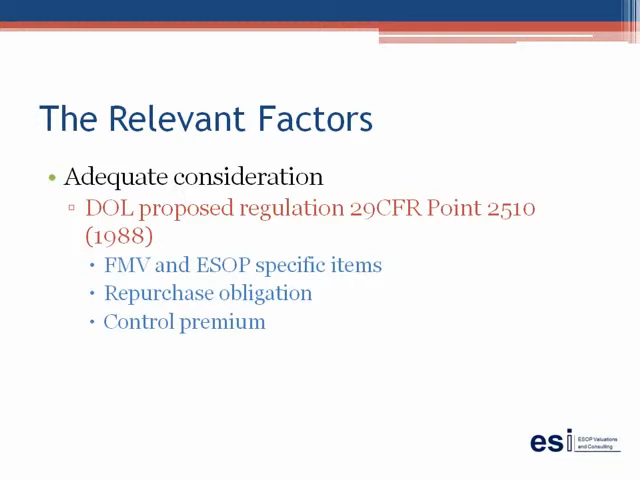 The Relevant Factors
• Adequate consideration
▫ DOL proposed regulation 29CFR Point 2510
(1988)
▪ FMV and ESOP specific items
▪ Repurchase obligation
▪ Control premium
esi ESOP Valuations
and Consulting